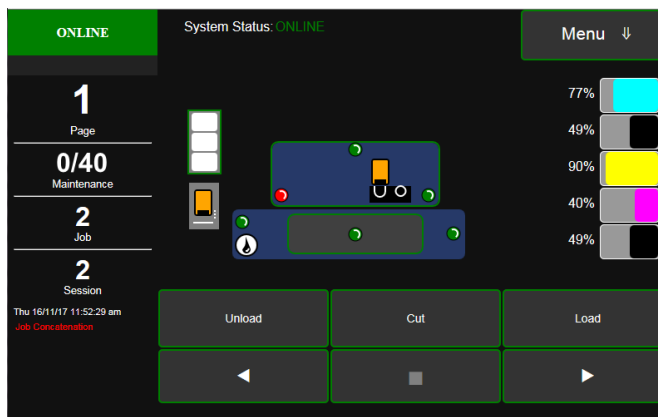 ONLINE
System Status: ONLINE
Menu ⇓
1
Page
0/40
Maintenance
2
Job
2
Session
Thu 16/11/17 11:52:29 am
Job Concatenation
77%
49%
90%
40%
49%
Unload
Cut
Load